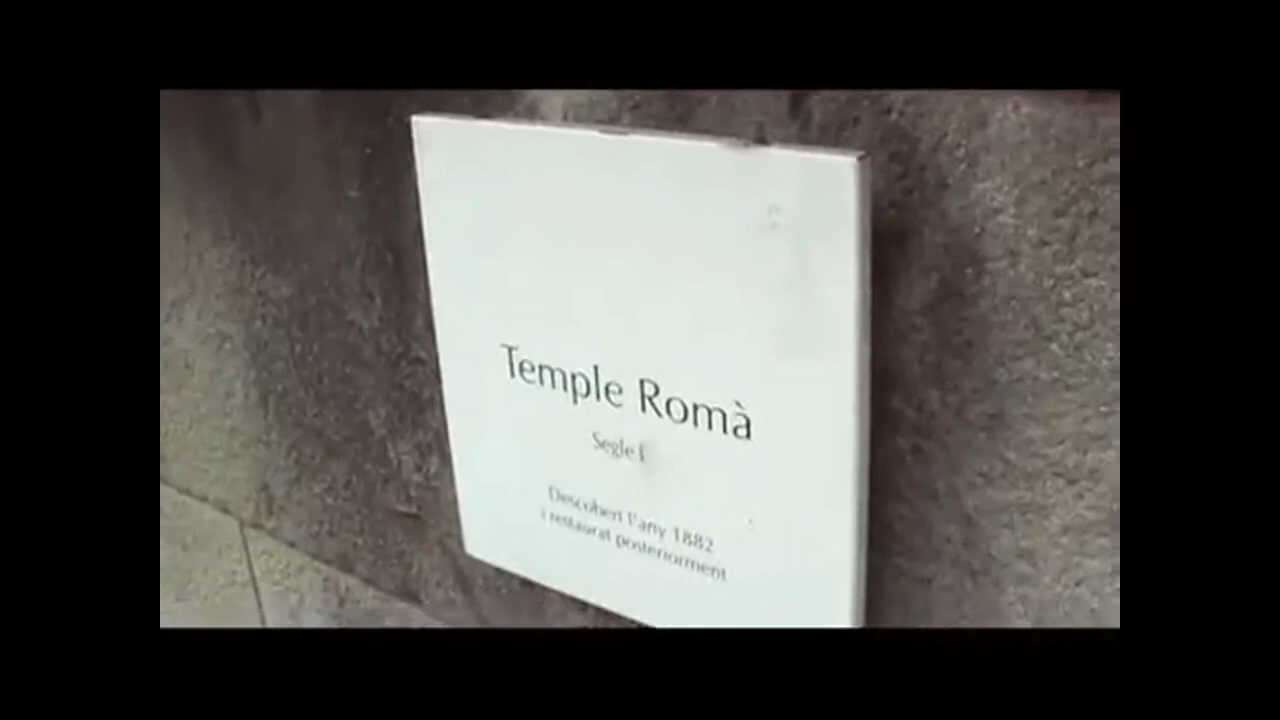 Temple Romà
Segle I
Descobert l'any 1882
i restaurat posteriorment